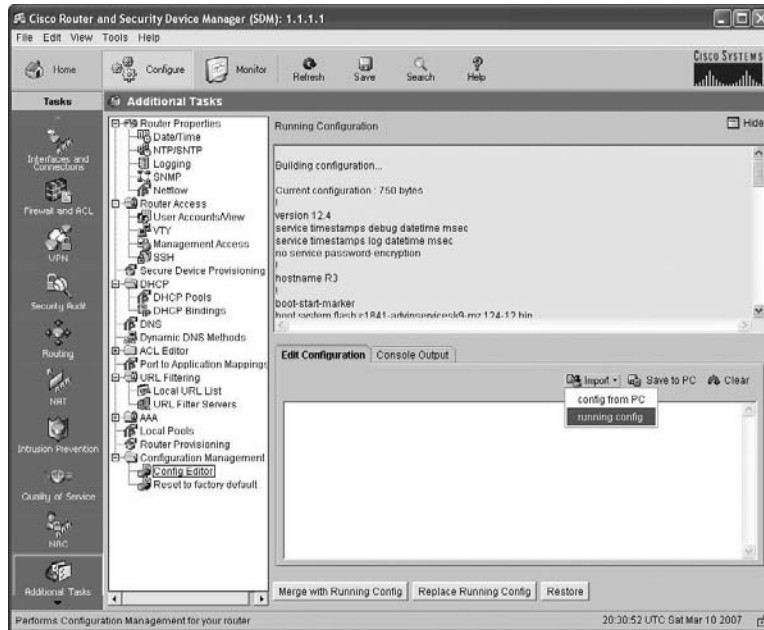 Cisco Router and Security Device Manager (SDM): 1.1.1.1
File Edit View Tools Help
Home
Configure
Monitor
Refresh
Save
Search
Help
CISCO SYSTEMS
Tasks
Additional Tasks
Interfaces and
Connections
Firewall and ACL
VPN
Security Audit
Routing
NAT
Intrusion Prevention
Quality of Service
NAC
Additional Tasks
Router Properties
Date/Time
NTP/SNTP
Logging
SNMP
Netflow
Router Access
User Accounts/View
VTY
Management Access
SSH
Secure Device Provisioning
DHCP
DHCP Pools
DHCP Bindings
DNS
Dynamic DNS Methods
ACL Editor
Port to Application Mappings
URL Filtering
Local URL List
URL Filter Servers
AAA
Local Pools
Router Provisioning
Configuration Management
Config Editor
Reset to factory default
Running Configuration
Hide
Building configuration...
Current configuration : 750 bytes
!
version 12.4
service timestamps debug datetime msec
service timestamps log datetime msec
no service password-encryption
!
hostname R3
!
boot-start-marker
boot system flash:c1841-advipservicesk9-mz.124-12.bin
Edit Configuration
Console Output
Import
Save to PC
Clear
config from PC
running config
Merge with Running Config
Replace Running Config
Restore
Performs Configuration Management for your router
20:30:52 UTC Sat Mar 10 2007